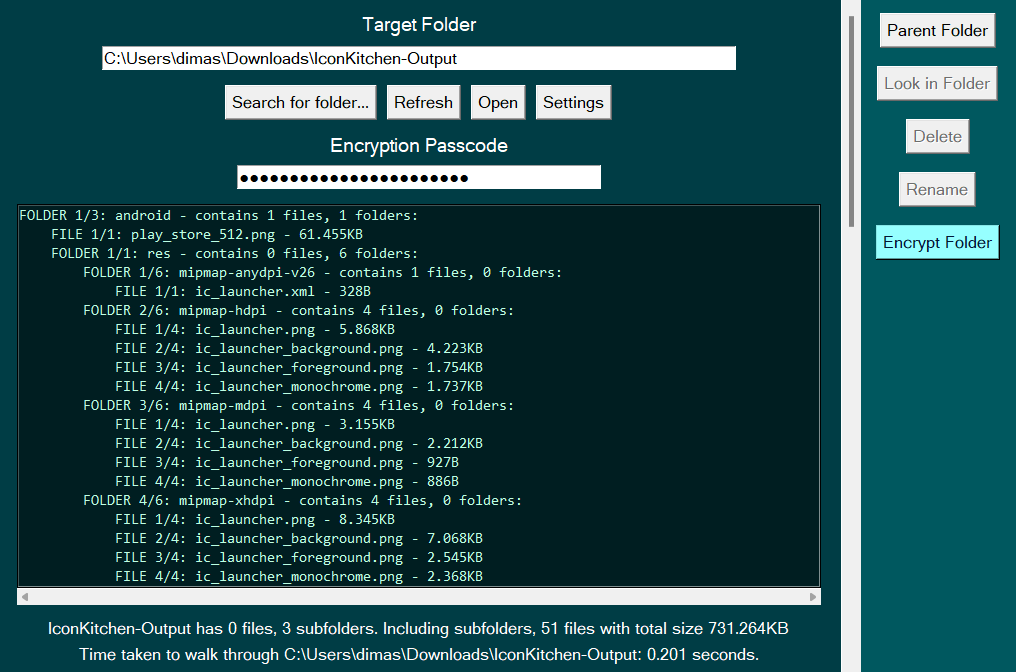 Target Folder
C:\Users\dimas\Downloads\IconKitchen-Output
Search for folder... Refresh Open Settings
Encryption Passcode
●●●●●●●●●●●●●●●●●●●●●●●
FOLDER 1/3: android - contains 1 files, 1 folders:
FILE 1/1: play_store_512.png - 61.455KB
FOLDER 1/1: res - contains 0 files, 6 folders:
FOLDER 1/6: mipmap-anydpi-v26 - contains 1 files, 0 folders:
FILE 1/1: ic_launcher.xml - 328B
FOLDER 2/6: mipmap-hdpi - contains 4 files, 0 folders:
FILE 1/4: ic_launcher.png - 5.868KB
FILE 2/4: ic_launcher_background.png - 4.223KB
FILE 3/4: ic_launcher_foreground.png - 1.754KB
FILE 4/4: ic_launcher_monochrome.png - 1.737KB
FOLDER 3/6: mipmap-mdpi - contains 4 files, 0 folders:
FILE 1/4: ic_launcher.png - 3.155KB
FILE 2/4: ic_launcher_background.png - 2.212KB
FILE 3/4: ic_launcher_foreground.png - 927B
FILE 4/4: ic_launcher_monochrome.png - 886B
FOLDER 4/6: mipmap-xhdpi - contains 4 files, 0 folders:
FILE 1/4: ic_launcher.png - 8.345KB
FILE 2/4: ic_launcher_background.png - 7.068KB
FILE 3/4: ic_launcher_foreground.png - 2.545KB
FILE 4/4: ic_launcher_monochrome.png - 2.368KB
IconKitchen-Output has 0 files, 3 subfolders. Including subfolders, 51 files with total size 731.264KB
Time taken to walk through C:\Users\dimas\Downloads\IconKitchen-Output: 0.201 seconds.
Parent Folder
Look in Folder
Delete
Rename
Encrypt Folder